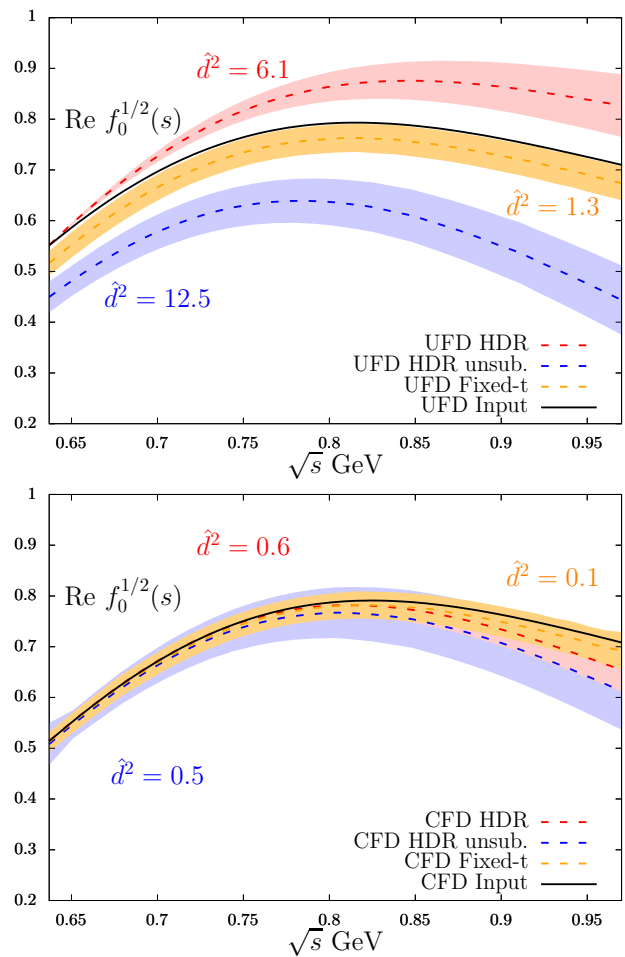 1
0.9
0.8
0.7
0.6
0.5
0.4
0.3
0.2
d̂² = 6.1
Re f₀^{1/2}(s)
d̂² = 1.3
d̂² = 12.5
UFD HDR
UFD HDR unsub.
UFD Fixed-t
UFD Input
0.65 0.7 0.75 0.8 0.85 0.9 0.95
√s GeV
1
0.9
0.8
0.7
0.6
0.5
0.4
0.3
0.2
d̂² = 0.6
d̂² = 0.1
Re f₀^{1/2}(s)
d̂² = 0.5
CFD HDR
CFD HDR unsub.
CFD Fixed-t
CFD Input
0.65 0.7 0.75 0.8 0.85 0.9 0.95
√s GeV